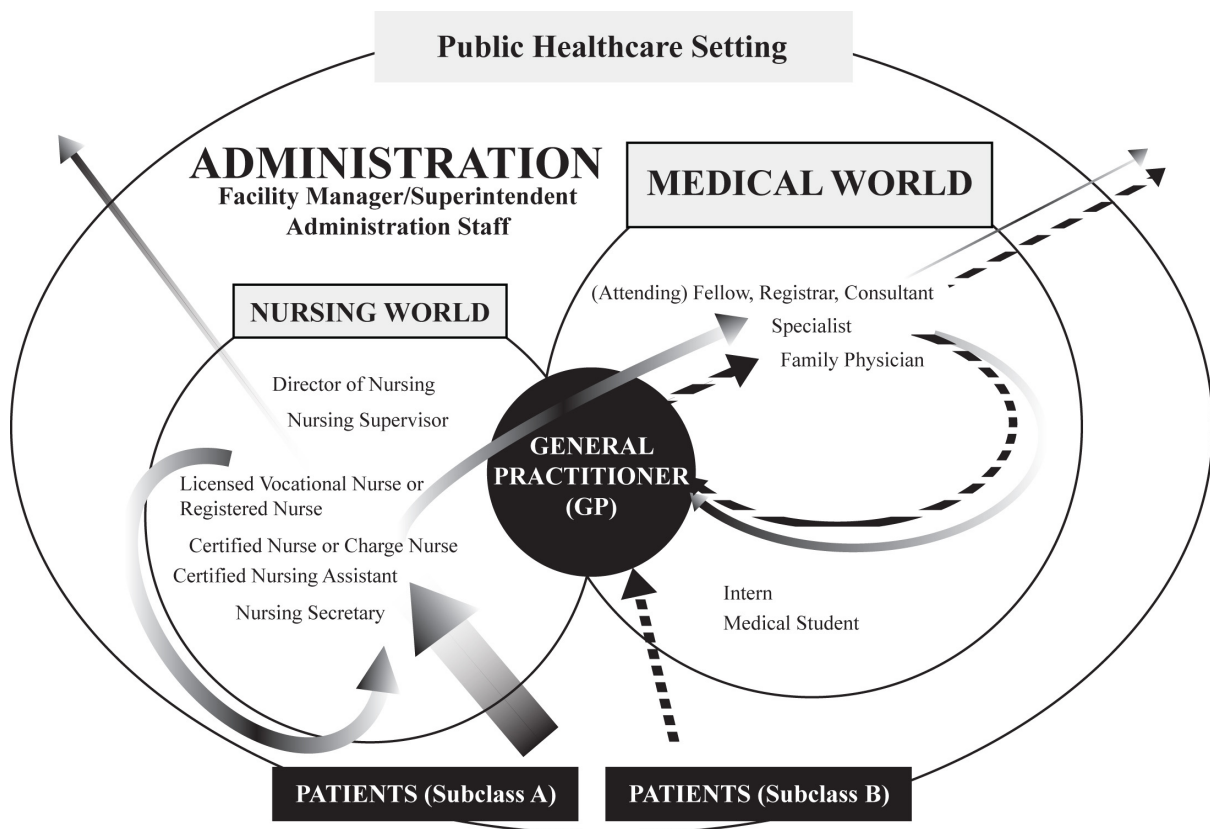 Public Healthcare Setting
ADMINISTRATION
Facility Manager/Superintendent
Administration Staff
MEDICAL WORLD
(Attending) Fellow, Registrar, Consultant
Specialist
Family Physician
NURSING WORLD
Director of Nursing
Nursing Supervisor
Licensed Vocational Nurse or
Registered Nurse
Certified Nurse or Charge Nurse
Certified Nursing Assistant
Nursing Secretary
GENERAL
PRACTITIONER
(GP)
Intern
Medical Student
PATIENTS (Subclass A)
PATIENTS (Subclass B)